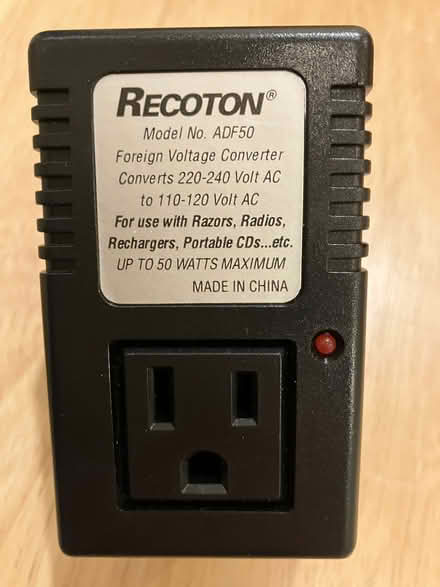 RECOTON®
Model No. ADF50
Foreign Voltage Converter
Converts 220-240 Volt AC
to 110-120 Volt AC
For use with Razors, Radios,
Rechargers, Portable CDs...etc.
UP TO 50 WATTS MAXIMUM
MADE IN CHINA